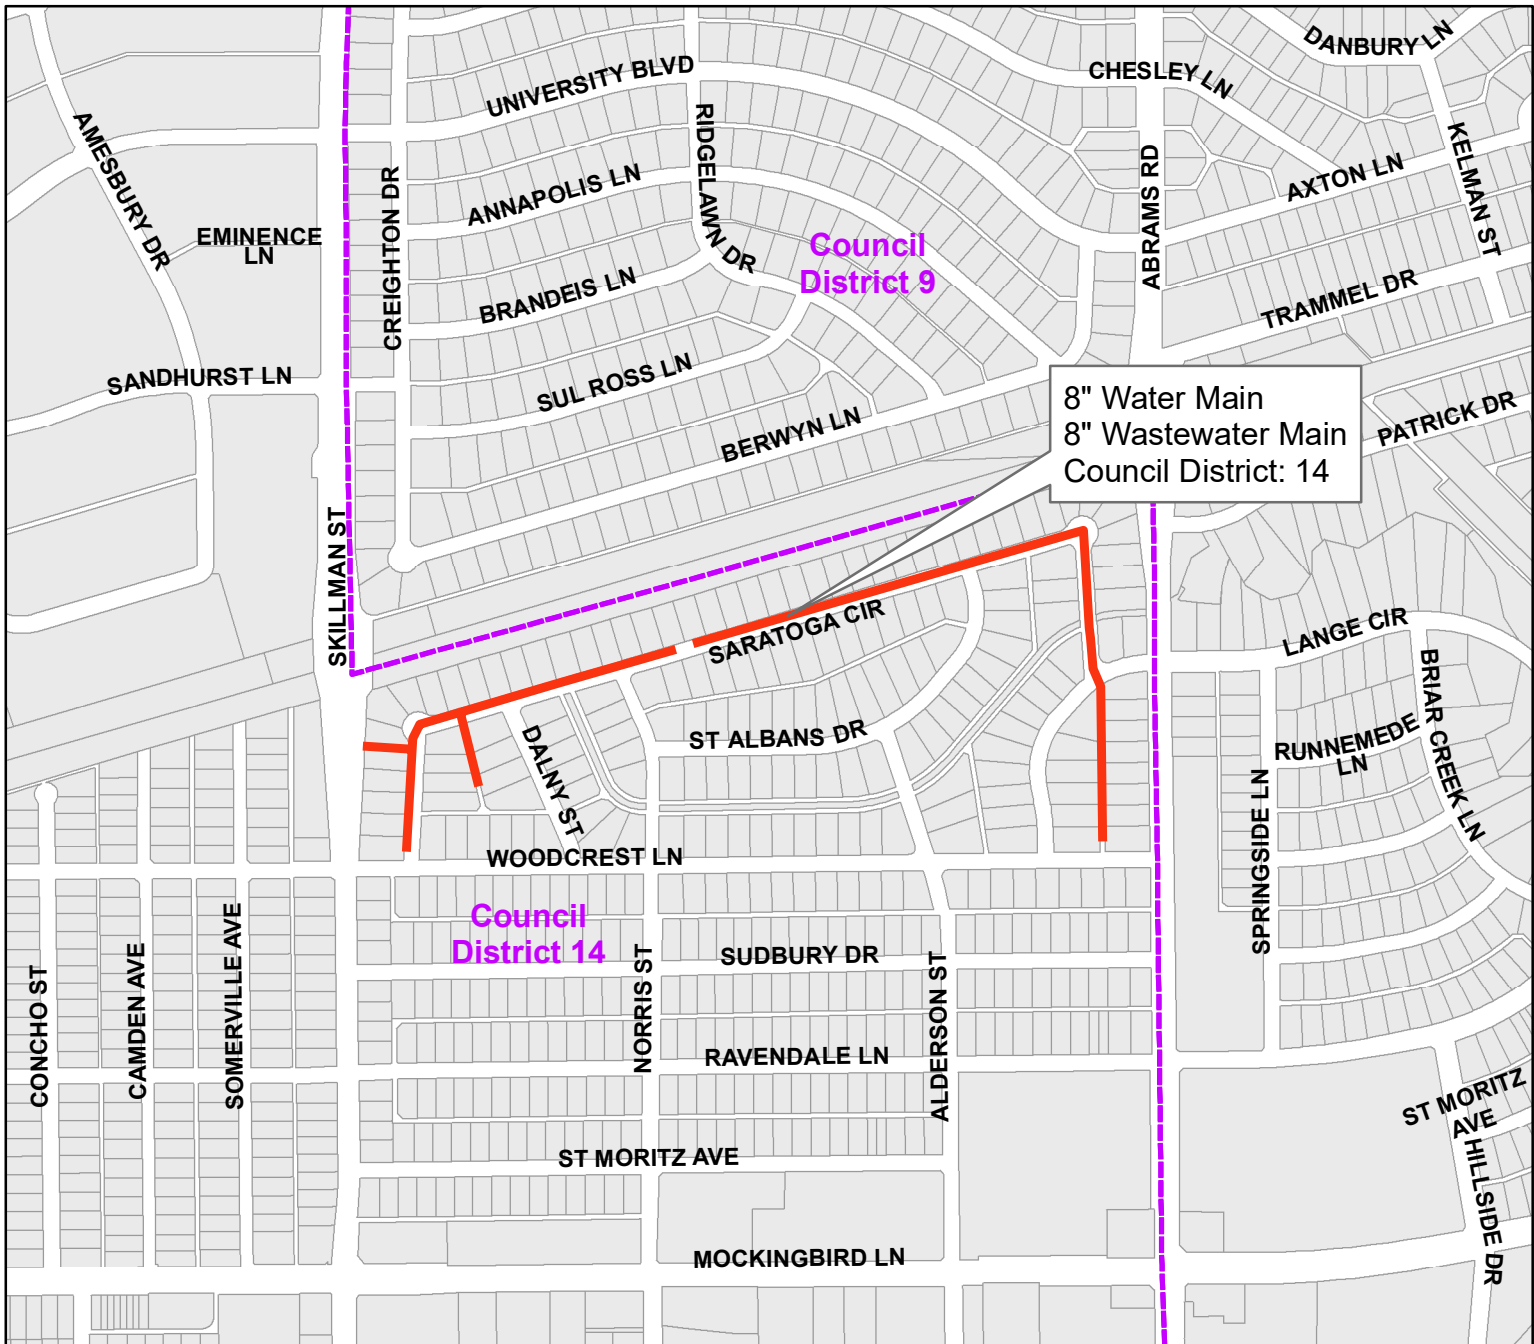 DANBURY LN
CHESLEY LN
UNIVERSITY BLVD
AMESBURY DR
RIDGELAWN DR
KELMAN ST
ABRAMS RD
AXTON LN
CREIGHTON DR
ANNAPOLIS LN
EMINENCE
LN
Council
District 9
BRANDEIS LN
TRAMMEL DR
SANDHURST LN
SUL ROSS LN
8" Water Main
8" Wastewater Main
Council District: 14
PATRICK DR
BERWYN LN
SKILLMAN ST
SARATOGA CIR
LANGE CIR
BRIAR CREEK LN
DALNY ST
ST ALBANS DR
RUNNEMEDE
LN
SPRINGSIDE LN
WOODCREST LN
Council
District 14
SUDBURY DR
CONCHO ST
CAMDEN AVE
SOMERVILLE AVE
NORRIS ST
ALDERSON ST
RAVENDALE LN
ST MORITZ
AVE
ST MORITZ AVE
HILLSIDE DR
MOCKINGBIRD LN